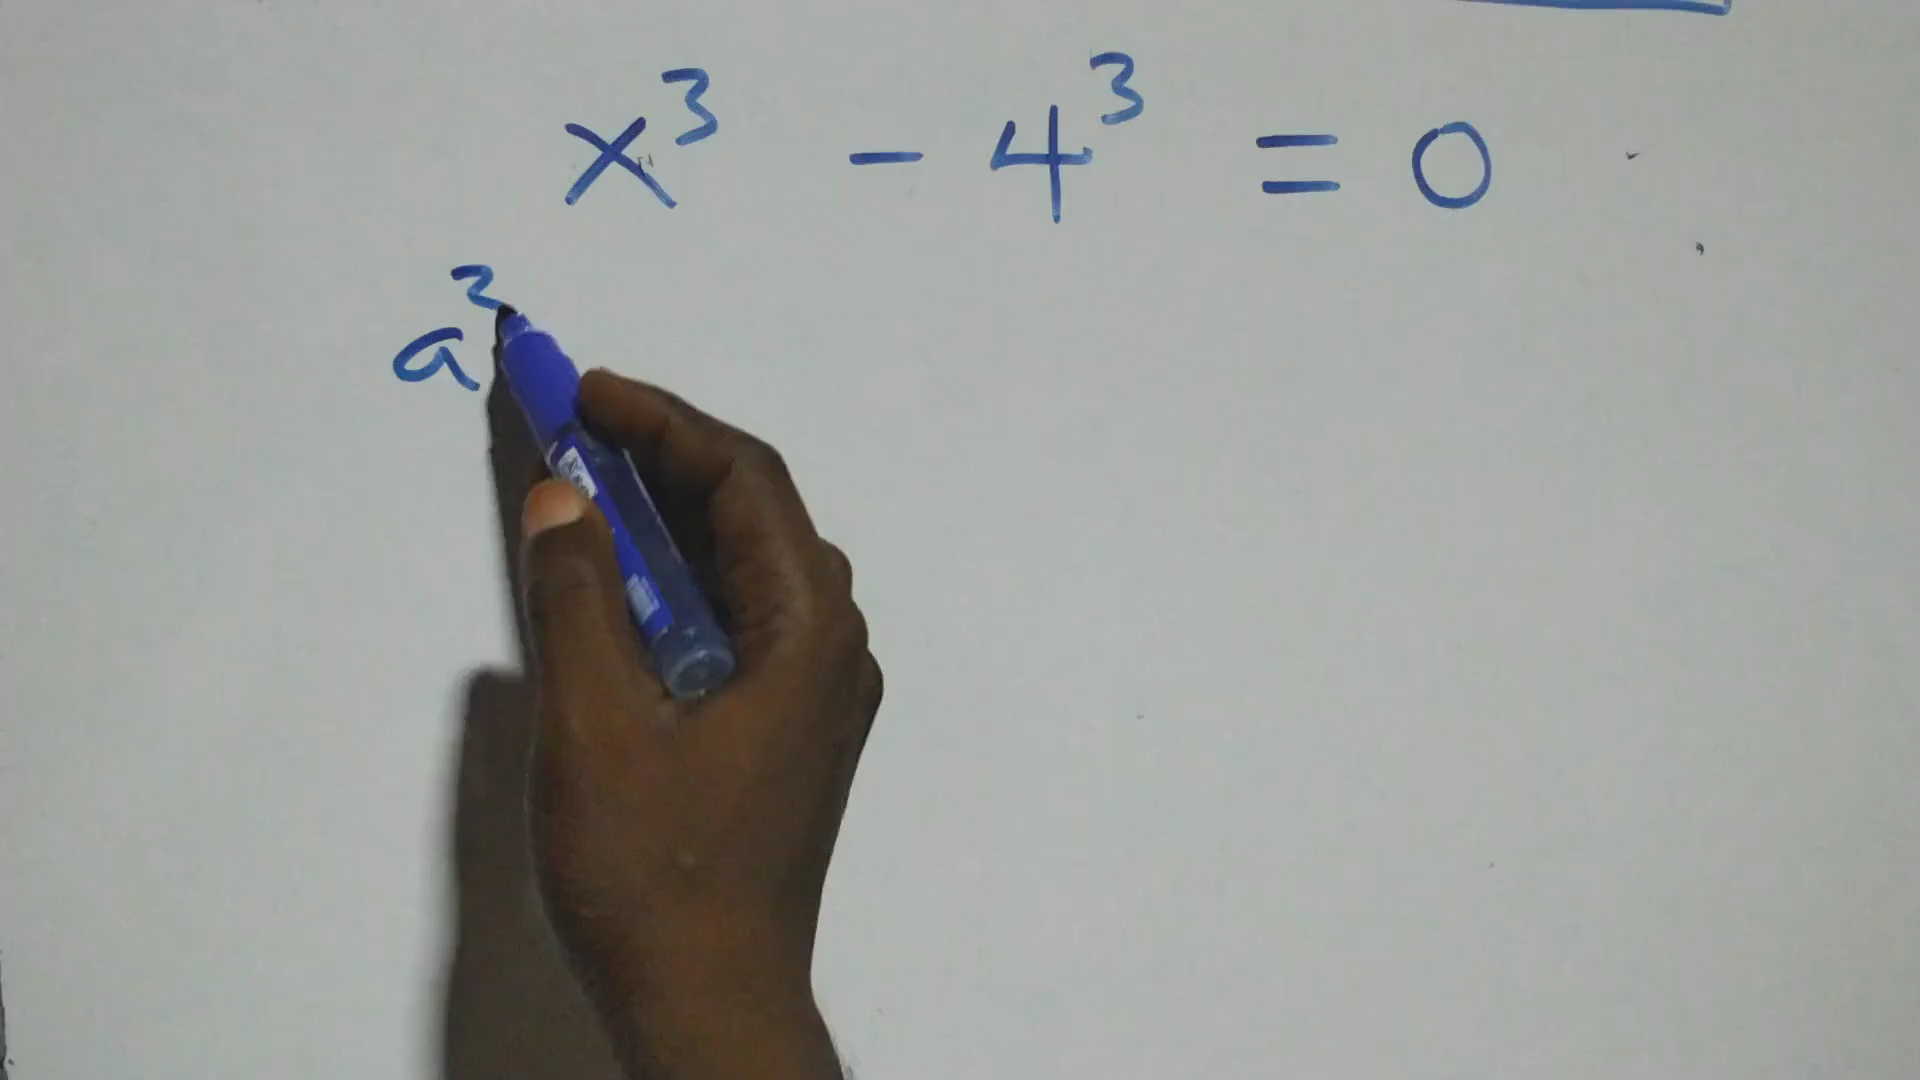 x³ - 4³ = 0
a³